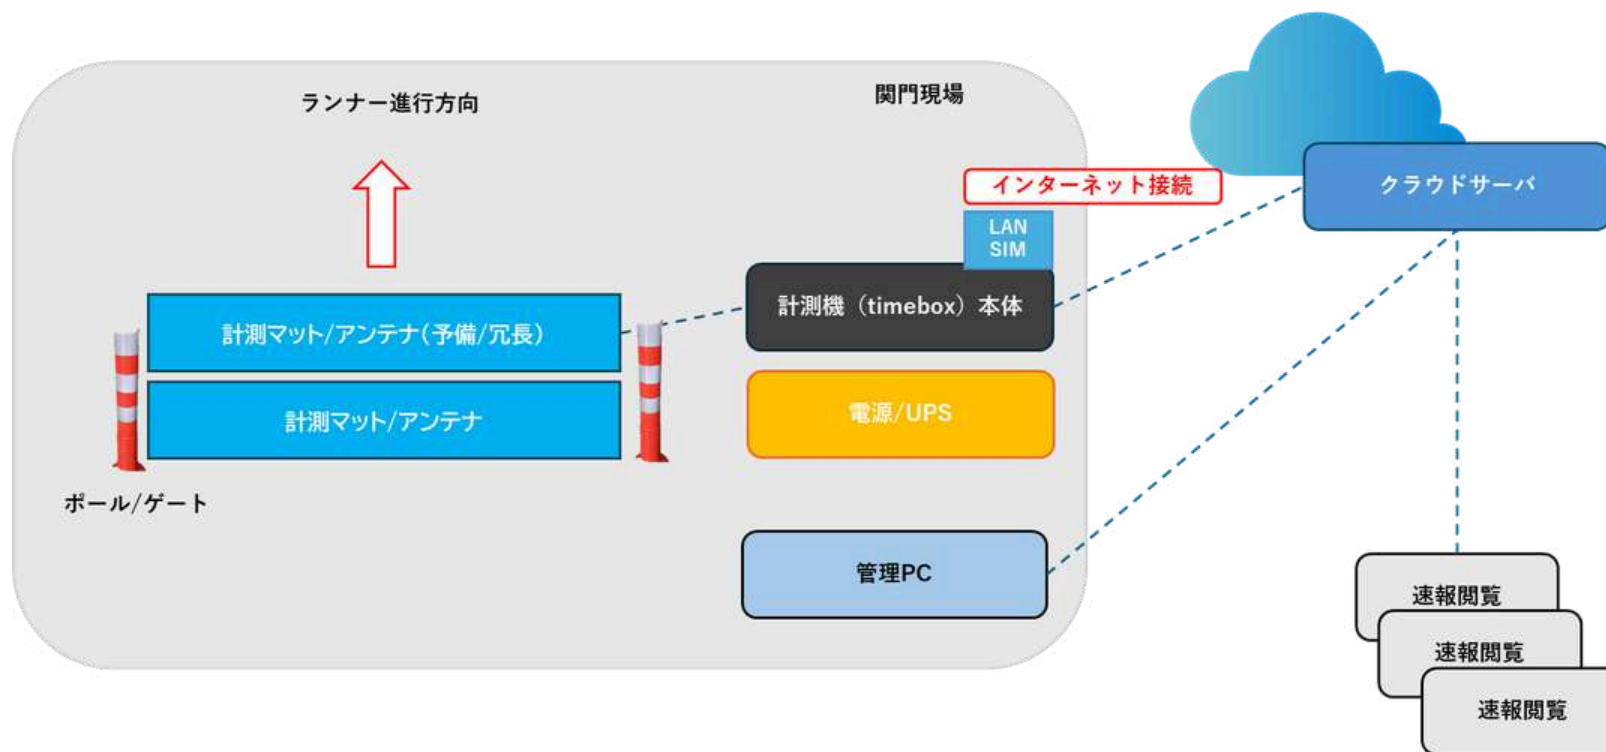 ランナー進行方向
関門現場
インターネット接続
クラウドサーバ
LAN
SIM
計測機（timebox）本体
計測マット/アンテナ(予備/冗長)
電源/UPS
計測マット/アンテナ
ポール/ゲート
管理PC
速報閲覧
速報閲覧
速報閲覧